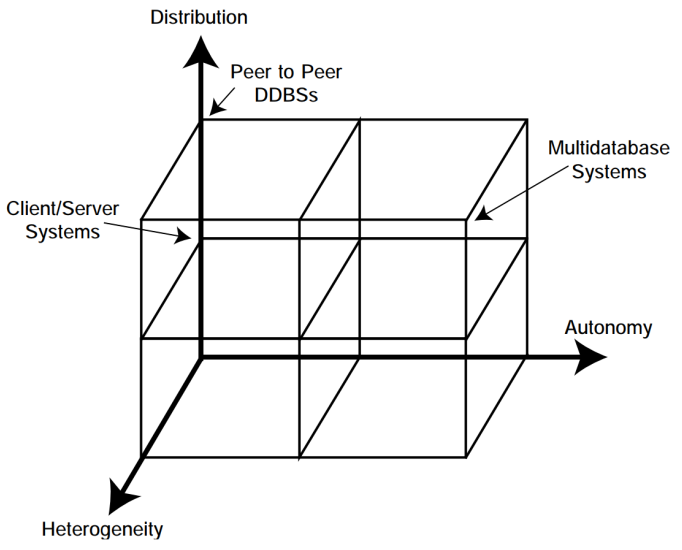 Distribution
Peer to Peer
DDBSs
Multidatabase
Systems
Client/Server
Systems
Autonomy
Heterogeneity